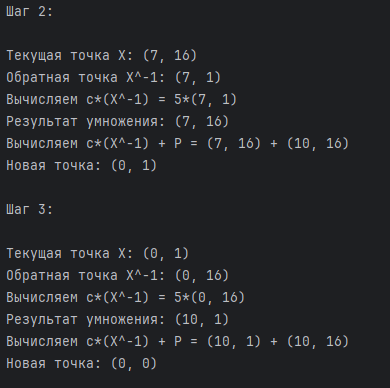 Шаг 2:
Текущая точка X: (7, 16)
Обратная точка X^-1: (7, 1)
Вычисляем c*(X^-1) = 5*(7, 1)
Результат умножения: (7, 16)
Вычисляем c*(X^-1) + P = (7, 16) + (10, 16)
Новая точка: (0, 1)
Шаг 3:
Текущая точка X: (0, 1)
Обратная точка X^-1: (0, 16)
Вычисляем c*(X^-1) = 5*(0, 16)
Результат умножения: (10, 1)
Вычисляем c*(X^-1) + P = (10, 1) + (10, 16)
Новая точка: (0, 0)